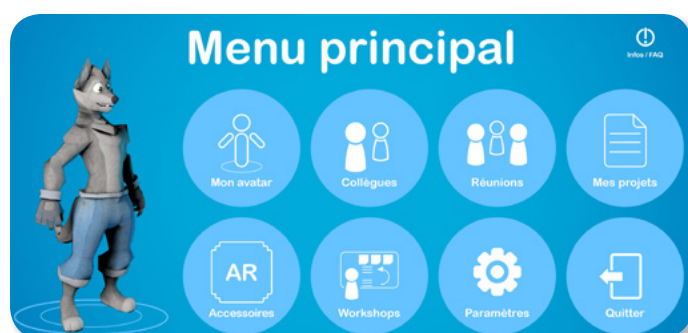 Menu principal
Infos / FAQ
Mon avatar
Collègues
Réunions
Mes projets
AR
Accessoires
Workshops
Paramètres
Quitter